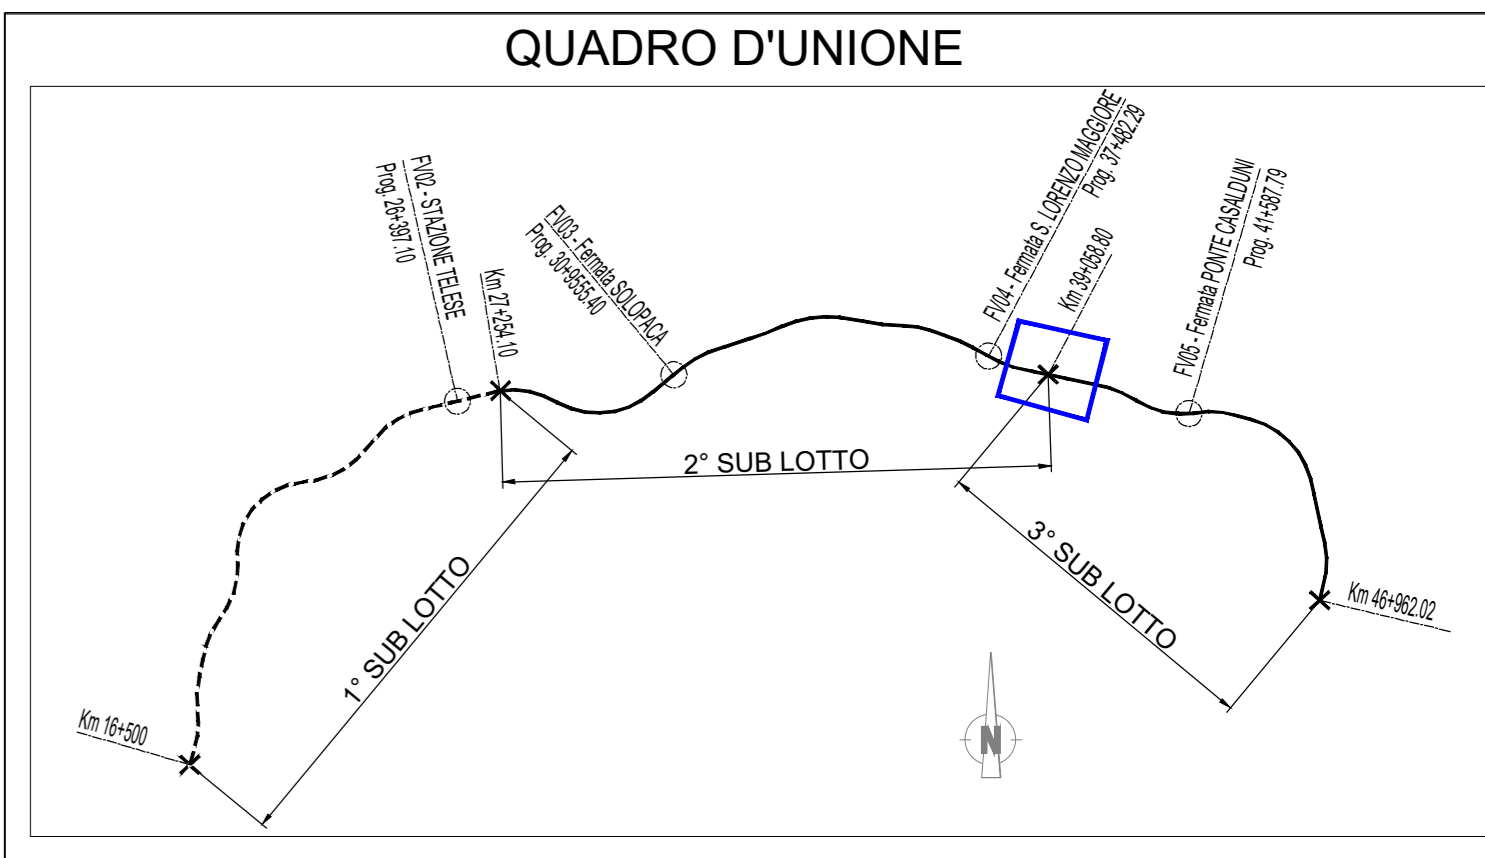 QUADRO D'UNIONE
FV02 - STAZIONE TELESE
Prog. 26+397.10
Km 27+254.10
FV03 - Fermata SOLOPACA
Prog. 30+9555.40
FV04 - Fermata S. LORENZO MAGGIORE
Prog. 37+482.29
Km 39+058.80
FV05 - Fermata PONTE CASALDUNI
Prog. 41+587.79
2° SUB LOTTO
1° SUB LOTTO
3° SUB LOTTO
Km 46+962.02
Km 16+500
N